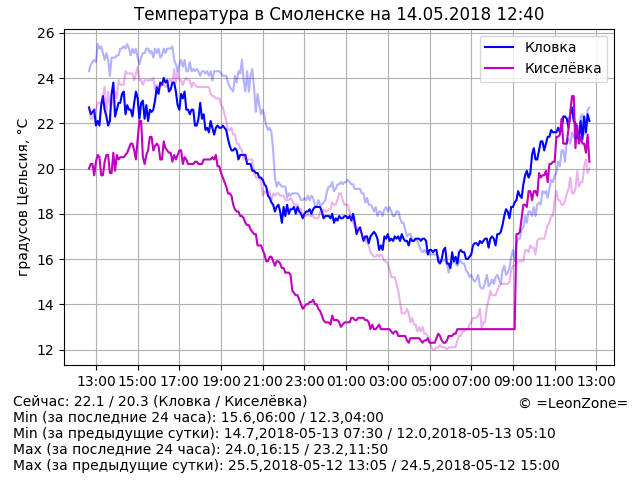 Температура в Смоленске на 14.05.2018 12:40
26
24
22
20
18
16
14
12
градусов Цельсия, °C
Кловка
Киселёвка
13:00 15:00 17:00 19:00 21:00 23:00 01:00 03:00 05:00 07:00 09:00 11:00 13:00
Сейчас: 22.1 / 20.3 (Кловка / Киселёвка)
© =LeonZone=
Min (за последние 24 часа): 15.6,06:00 / 12.3,04:00
Min (за предыдущие сутки): 14.7,2018-05-13 07:30 / 12.0,2018-05-13 05:10
Max (за последние 24 часа): 24.0,16:15 / 23.2,11:50
Max (за предыдущие сутки): 25.5,2018-05-12 13:05 / 24.5,2018-05-12 15:00